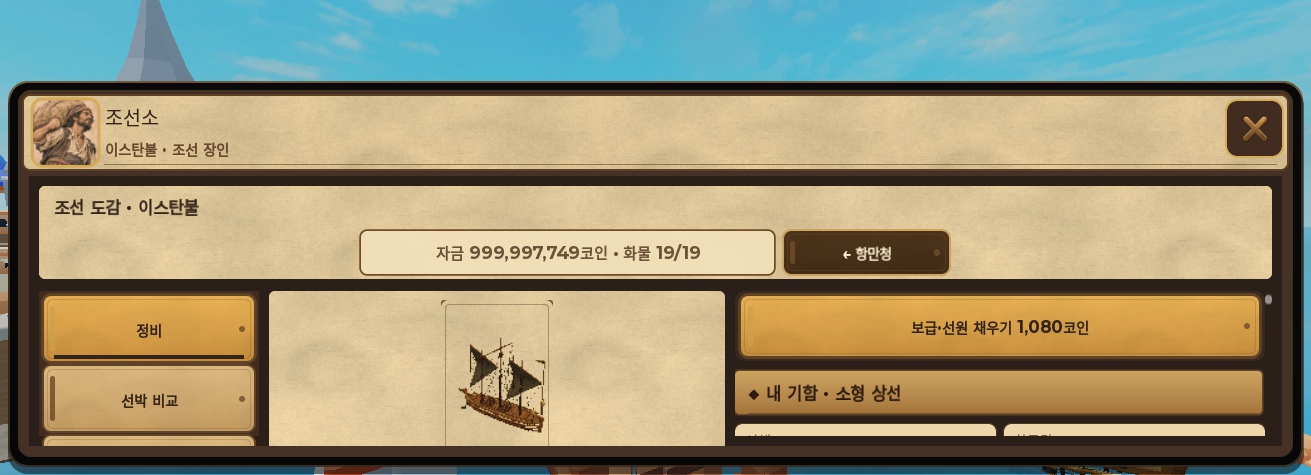 조선소
이스탄불 • 조선 장인
조선 도감 • 이스탄불
자금 999,997,749코인 • 화물 19/19
← 항만청
정비
보급•선원 채우기 1,080코인
선박 비교
◆ 내 기함 • 소형 상선